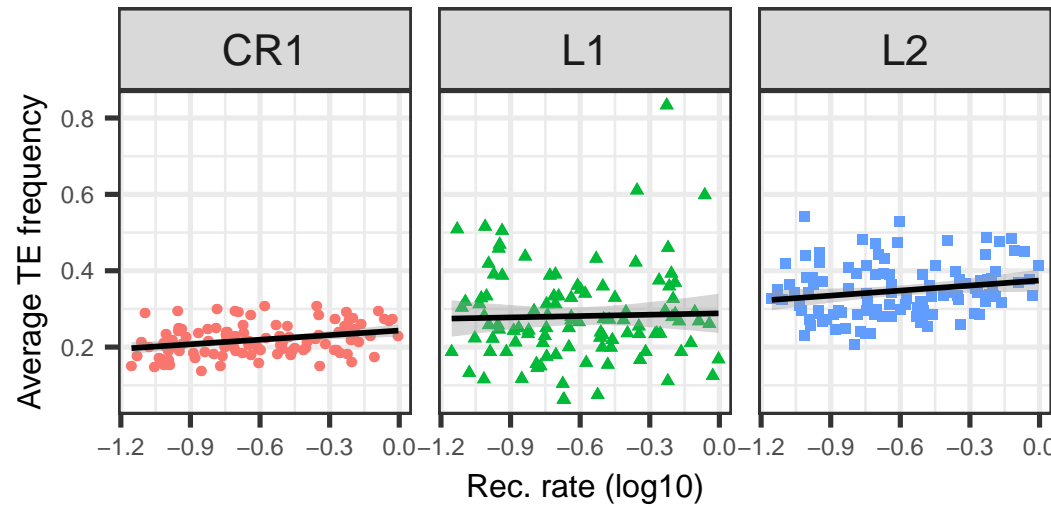 CR1 L1 L2
Average TE frequency
0.8
0.6
0.4
0.2
−1.2 −0.9 −0.6 −0.3 0.0 −1.2 −0.9 −0.6 −0.3 0.0 −1.2 −0.9 −0.6 −0.3 0.0
Rec. rate (log10)